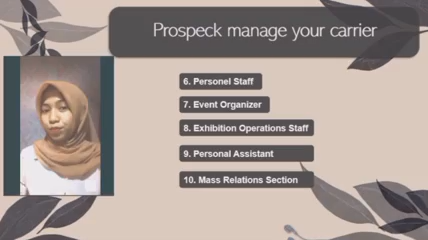 Prospeck manage your carrier
6. Personel Staff
7. Event Organizer
8. Exhibition Operations Staff
9. Personal Assistant
10. Mass Relations Section